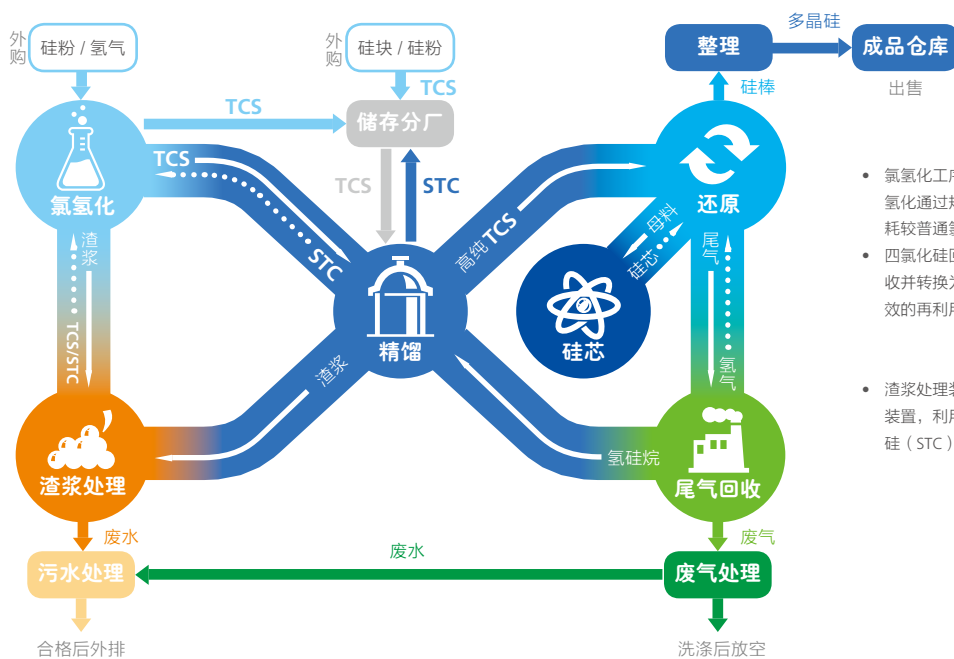 外购
硅粉 / 氢气
外购
硅块 / 硅粉
整理
多晶硅
成品仓库
出售
TCS
硅棒
TCS
储存分厂
TCS
STC
TCS
STC
氯氢化
高纯TCS
还原
母料
硅芯
硅芯
渣浆
TCS/STC
精馏
尾气
氢气
渣浆
氢硅烷
渣浆处理
尾气回收
废水
废气
污水处理
废水
废气处理
合格后外排
洗涤后放空
• 氯氢化工
氢化通过
耗较普通
• 四氯化硅
收并转换
效的再利用
• 渣浆处理
装置，利用
硅（STC）